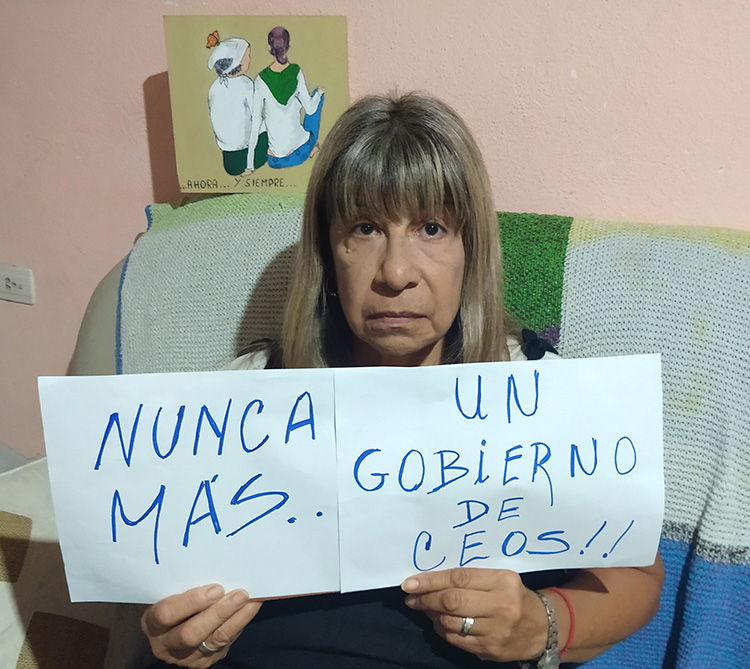 ...AHORA... Y SIEMPRE...
NUNCA
MÁS..
UN
GOBIERNO
DE
CEOS!!